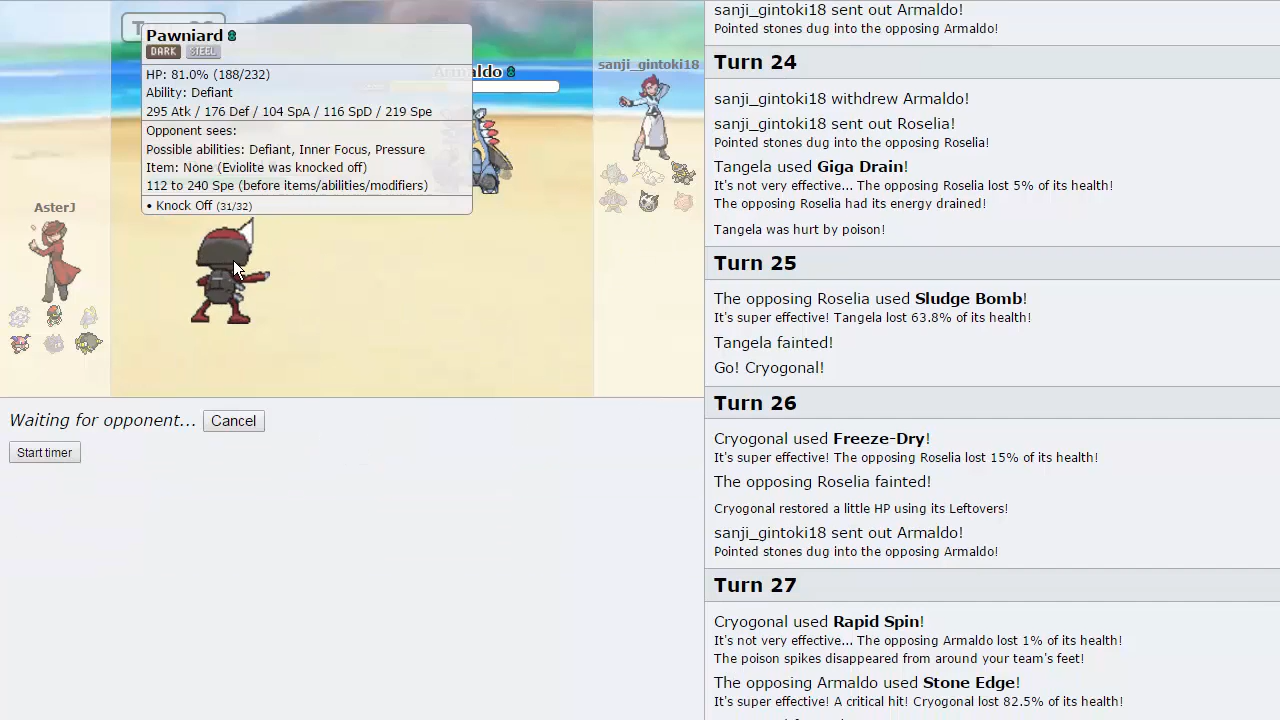 Pawniard
DARK STEEL
HP: 81.0% (188/232)
Ability: Defiant
295 Atk / 176 Def / 104 SpA / 116 SpD / 219 Spe
Opponent sees:
Possible abilities: Defiant, Inner Focus, Pressure
Item: None (Eviolite was knocked off)
112 to 240 Spe (before items/abilities/modifiers)
• Knock Off (31/32)
sanji_gintoki18
AsterJ
Waiting for opponent... Cancel
Start timer
sanji_gintoki18 sent out Armaldo!
Pointed stones dug into the opposing Armaldo!
Turn 24
sanji_gintoki18 withdrew Armaldo!
sanji_gintoki18 sent out Roselia!
Pointed stones dug into the opposing Roselia!
Tangela used Giga Drain!
It's not very effective... The opposing Roselia lost 5% of its health!
The opposing Roselia had its energy drained!
Tangela was hurt by poison!
Turn 25
The opposing Roselia used Sludge Bomb!
It's super effective! Tangela lost 63.8% of its health!
Tangela fainted!
Go! Cryogonal!
Turn 26
Cryogonal used Freeze-Dry!
It's super effective! The opposing Roselia lost 15% of its health!
The opposing Roselia fainted!
Cryogonal restored a little HP using its Leftovers!
sanji_gintoki18 sent out Armaldo!
Pointed stones dug into the opposing Armaldo!
Turn 27
Cryogonal used Rapid Spin!
It's not very effective... The opposing Armaldo lost 1% of its health!
The poison spikes disappeared from around your team's feet!
The opposing Armaldo used Stone Edge!
It's super effective! A critical hit! Cryogonal lost 82.5% of its health!